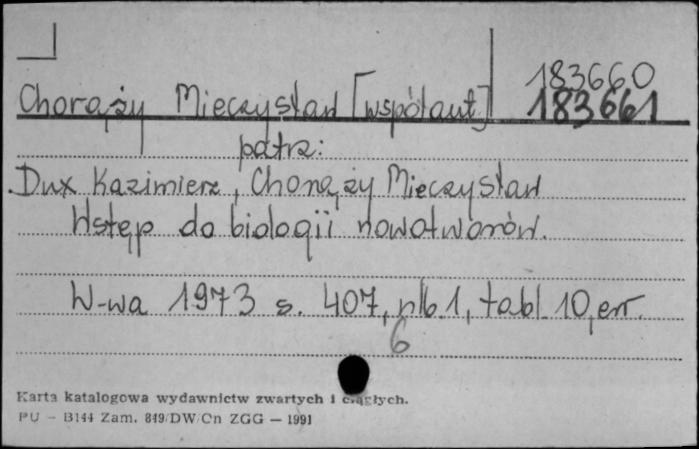 183660
Chorąży Mieczysław [współaut.] 183661
patrz:
Dux Kazimierz, Chorąży Mieczysław
Wstęp do biologii nowotworów.
W-wa 1973 s. 407, nlb. 1, tabl. 10, err.
6
Karta katalogowa wydawnictw zwartych i ciągłych.
PU - B144 Zam. 849/DW/Cn ZGG — 1991